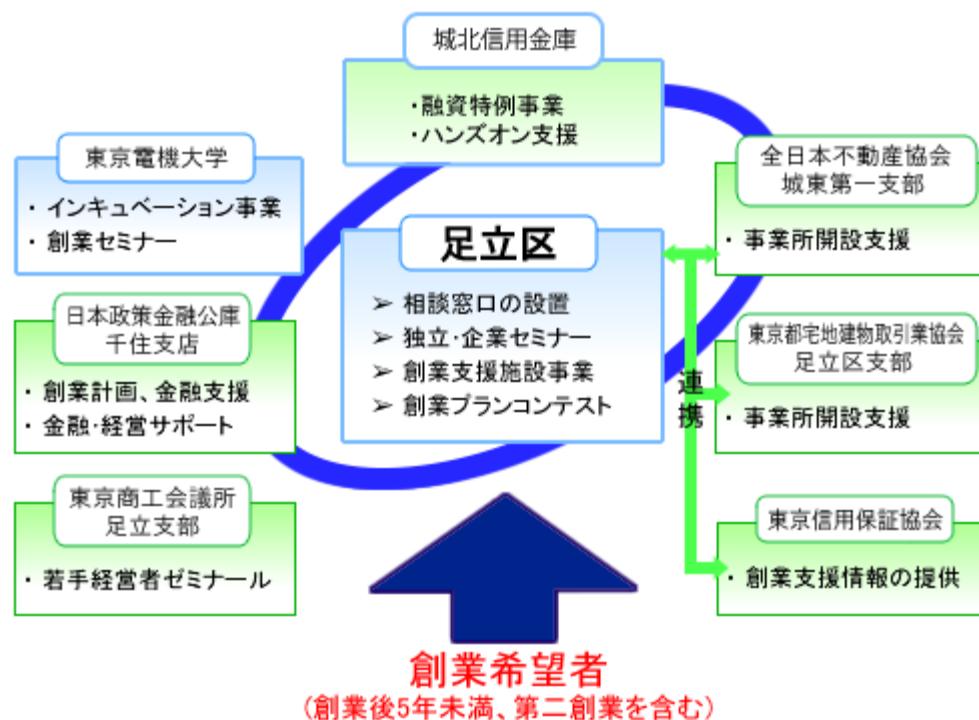 城北信用金庫
・融資特例事業
・ハンズオン支援
東京電機大学
・インキュベーション事業
・創業セミナー
全日本不動産協会
城東第一支部
・事業所開設支援
足立区
➢ 相談窓口の設置
➢ 独立・企業セミナー
➢ 創業支援施設事業
➢ 創業プランコンテスト
日本政策金融公庫
千住支店
・創業計画、金融支援
・金融・経営サポート
東京都宅地建物取引業協会
足立区支部
・事業所開設支援
連携
東京商工会議所
足立支部
・若手経営者ゼミナール
東京信用保証協会
・創業支援情報の提供
創業希望者
(創業後5年未満、第二創業を含む)